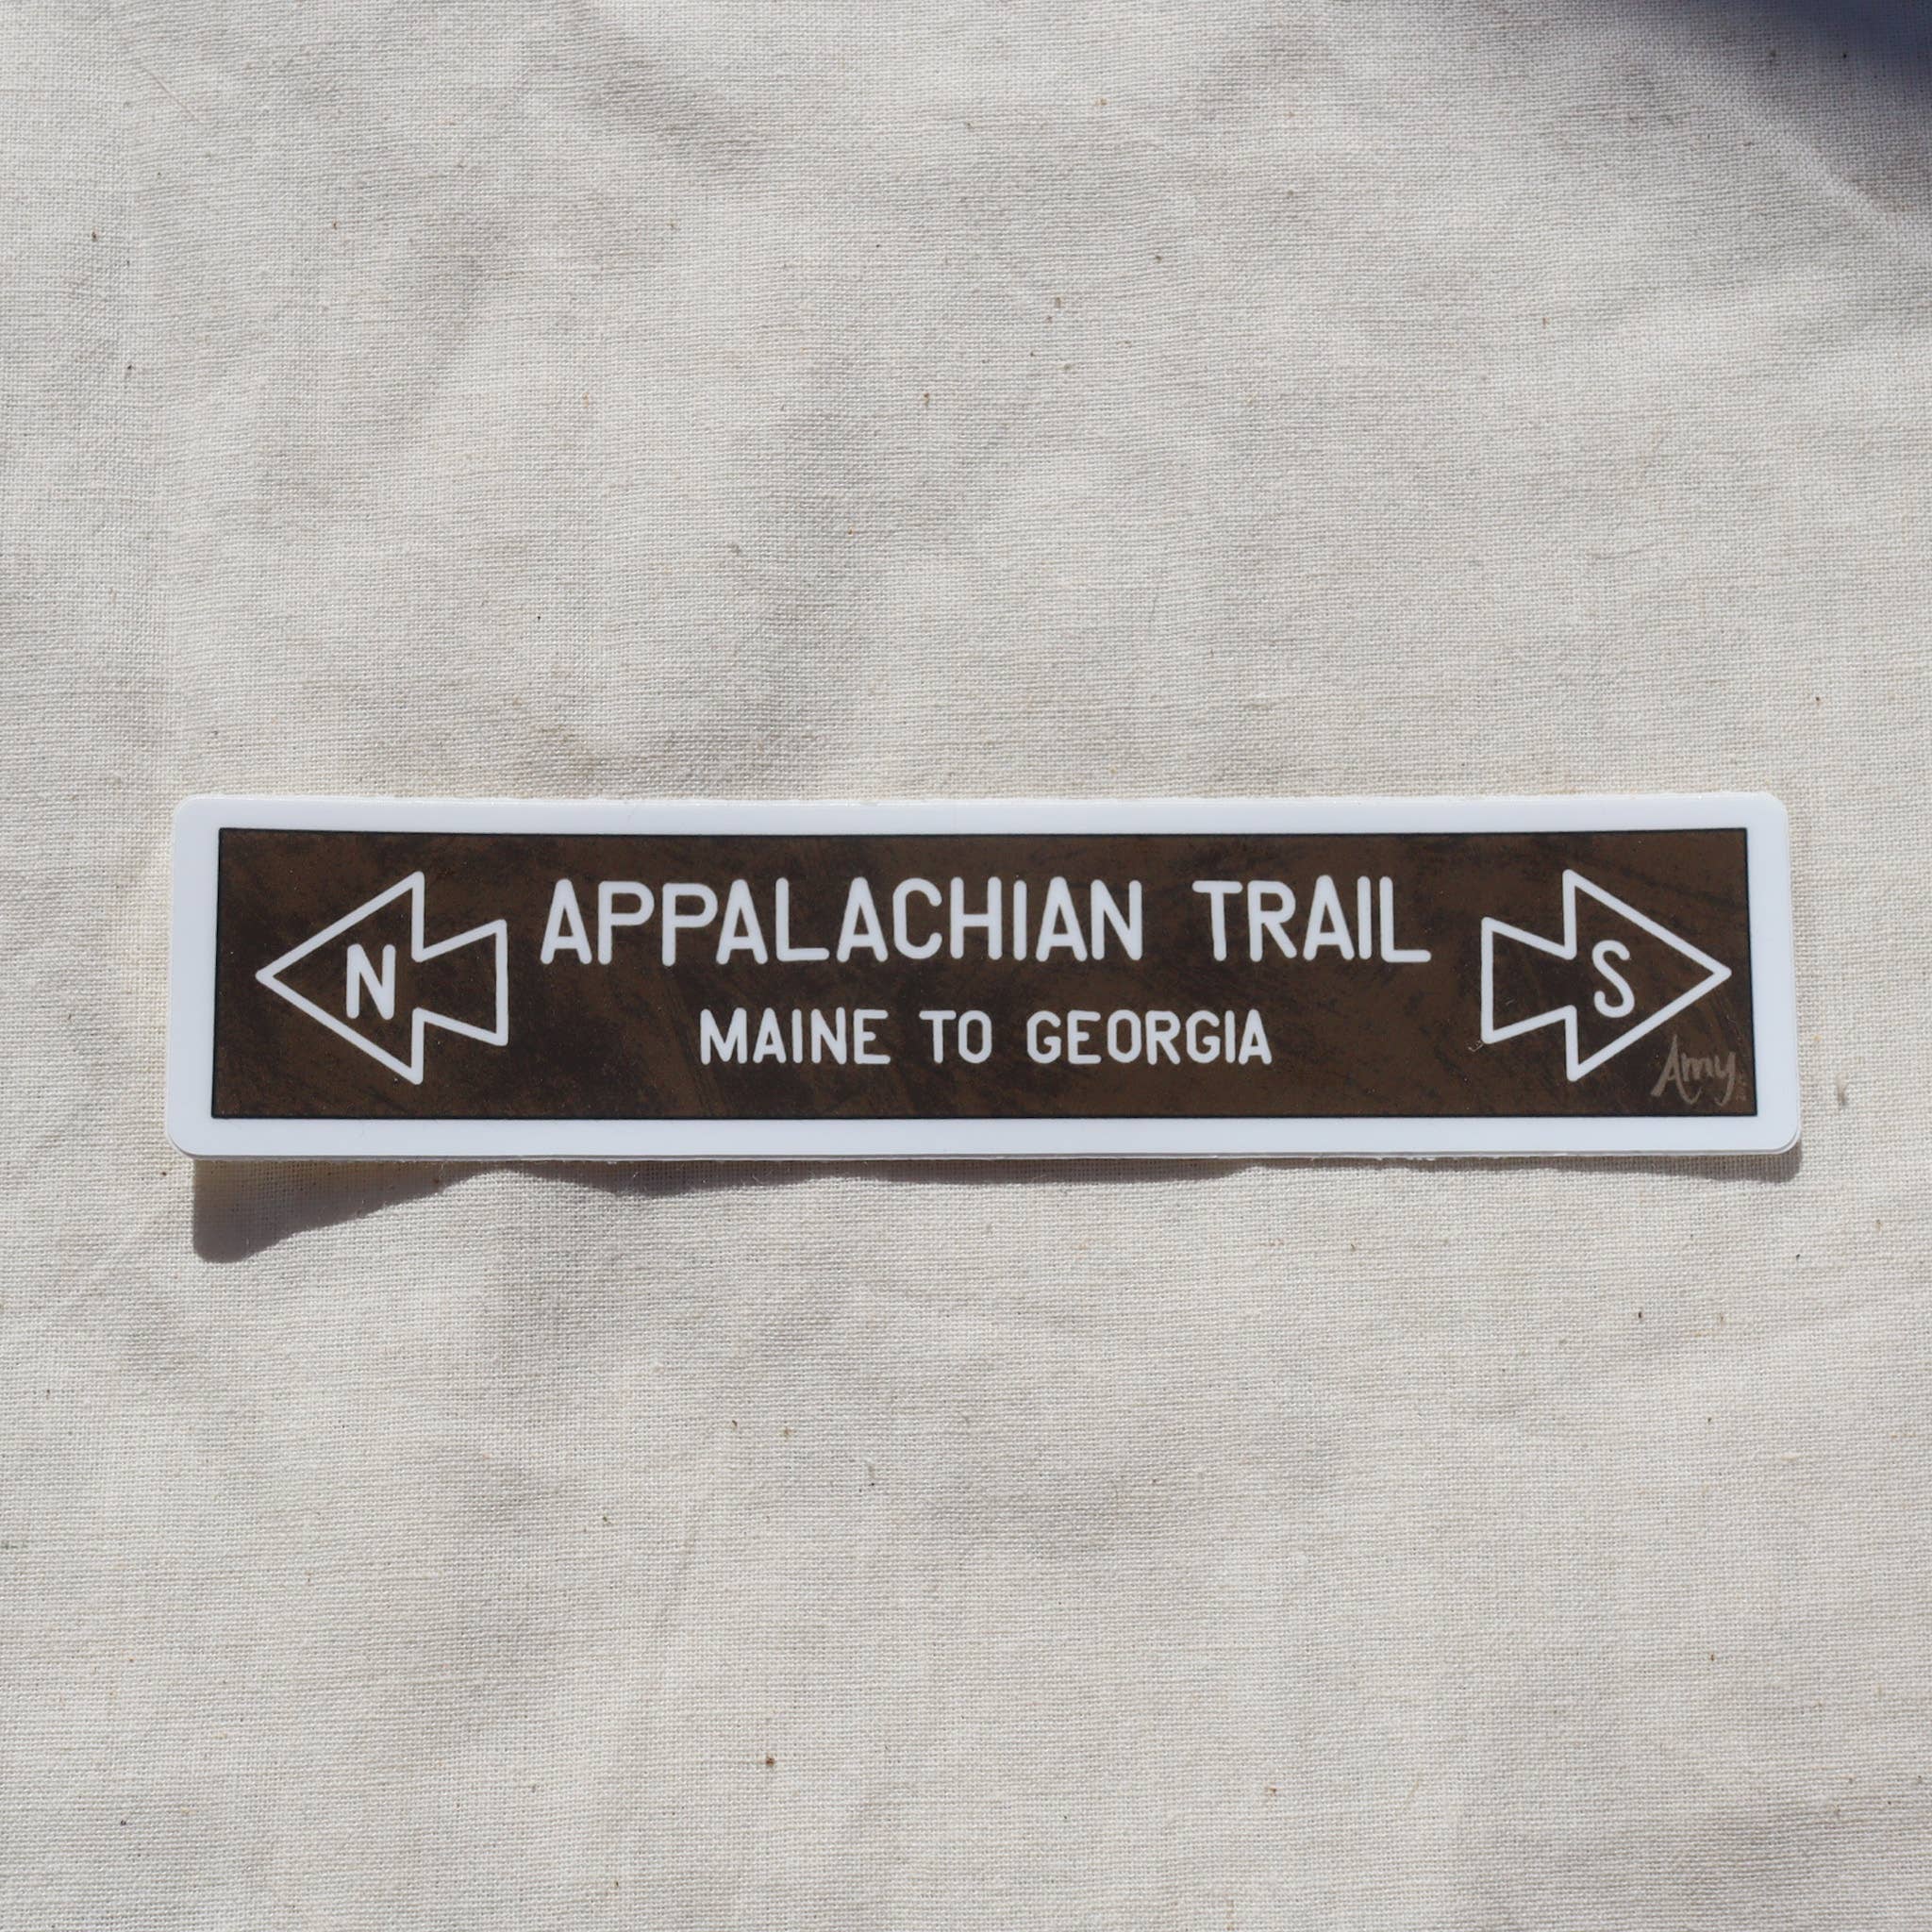 N APPALACHIAN TRAIL S
MAINE TO GEORGIA
Amy